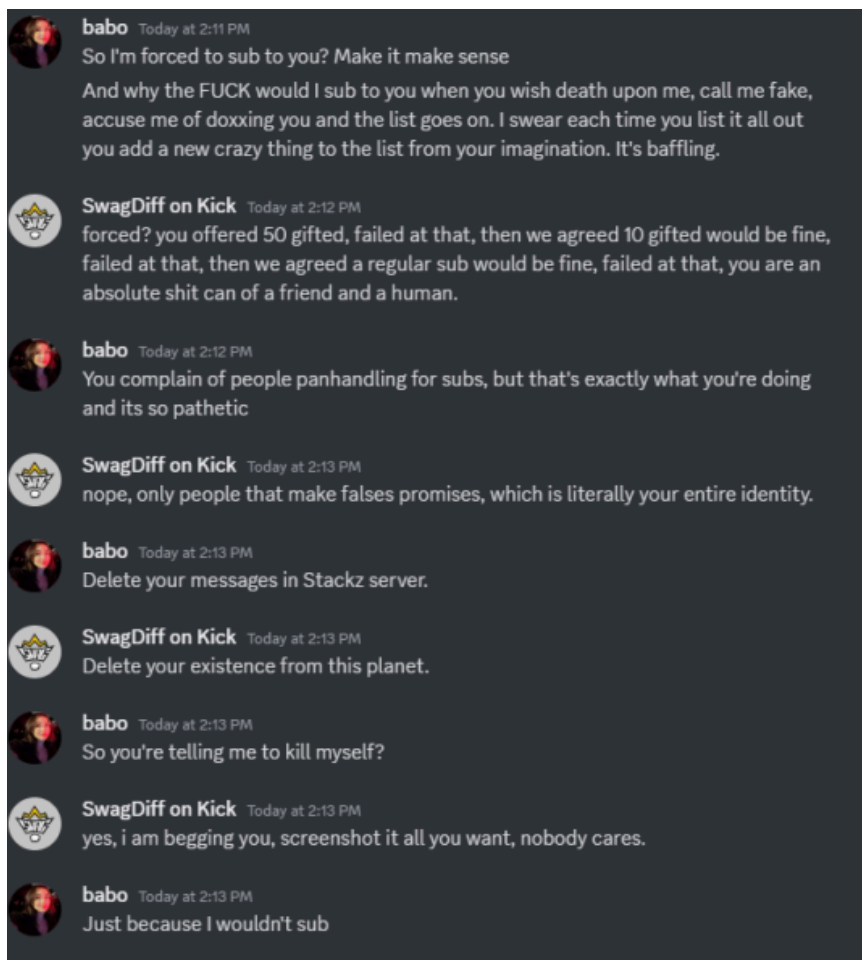 babo Today at 2:11 PM
So I'm forced to sub to you? Make it make sense
And why the FUCK would I sub to you when you wish death upon me, call me fake,
accuse me of doxxing you and the list goes on. I swear each time you list it all out
you add a new crazy thing to the list from your imagination. It's baffling.
SwagDiff on Kick Today at 2:12 PM
forced? you offered 50 gifted, failed at that, then we agreed 10 gifted would be fine,
failed at that, then we agreed a regular sub would be fine, failed at that, you are an
absolute shit can of a friend and a human.
babo Today at 2:12 PM
You complain of people panhandling for subs, but that's exactly what you're doing
and its so pathetic
SwagDiff on Kick Today at 2:13 PM
nope, only people that make falses promises, which is literally your entire identity.
babo Today at 2:13 PM
Delete your messages in Stackz server.
SwagDiff on Kick Today at 2:13 PM
Delete your existence from this planet.
babo Today at 2:13 PM
So you're telling me to kill myself?
SwagDiff on Kick Today at 2:13 PM
yes, i am begging you, screenshot it all you want, nobody cares.
babo Today at 2:13 PM
Just because I wouldn't sub